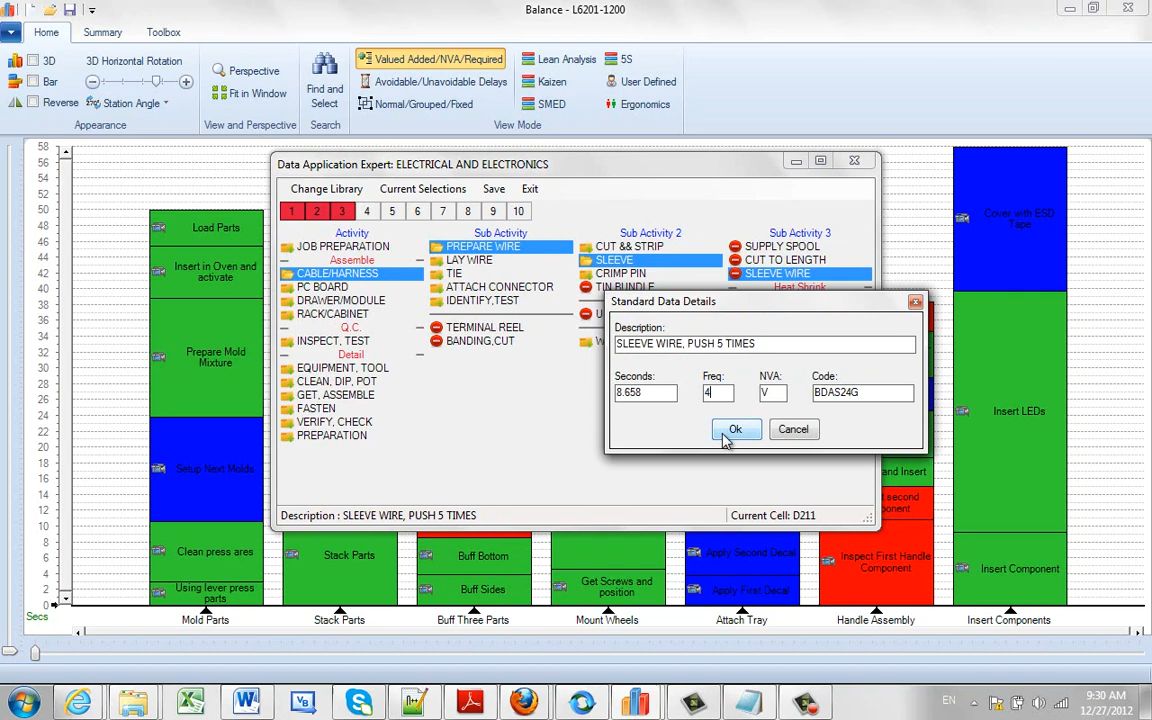 Balance - L6201-1200
Home
Summary
Toolbox
3D
Bar
Reverse
3D Horizontal Rotation
Station Angle
Appearance
Perspective
Fit in Window
View and Perspective
Find and
Select
Search
Valued Added/NVA/Required
Avoidable/Unavoidable Delays
Normal/Grouped/Fixed
Lean Analysis
Kaizen
SMED
5S
User Defined
Ergonomics
View Mode
58
56
54
52
50
48
46
44
42
40
38
36
34
32
30
28
26
24
22
20
18
16
14
12
10
8
6
4
2
0
Secs
Load Parts
Insert in Oven and
activate
Prepare Mold
Mixture
Setup Next Molds
Clean press ares
Using lever press
parts
Mold Parts
Stack Parts
Stack Parts
Buff Bottom
Buff Sides
Buff Three Parts
Get Screws and
position
Mount Wheels
Apply Second Decal
Apply First Decal
Attach Tray
and Insert
t second
ponent
Inspect First Handle
Component
Handle Assembly
Cover with ESD
Tape
Insert LEDs
Insert Component
Insert Components
Data Application Expert: ELECTRICAL AND ELECTRONICS
Change Library
Current Selections
Save
Exit
1 2 3 4 5 6 7 8 9 10
Activity
JOB PREPARATION
Assemble
CABLE/HARNESS
PC BOARD
DRAWER/MODULE
RACK/CABINET
Q.C.
INSPECT, TEST
Detail
EQUIPMENT, TOOL
CLEAN, DIP, POT
GET, ASSEMBLE
FASTEN
VERIFY, CHECK
PREPARATION
Sub Activity
PREPARE WIRE
LAY WIRE
TIE
ATTACH CONNECTOR
IDENTIFY,TEST
TERMINAL REEL
BANDING,CUT
Sub Activity 2
CUT && STRIP
SLEEVE
CRIMP PIN
TIN BUNDLE
U
W
Sub Activity 3
SUPPLY SPOOL
CUT TO LENGTH
SLEEVE WIRE
Heat Shrink
Description : SLEEVE WIRE, PUSH 5 TIMES
Current Cell: D211
Standard Data Details
Description:
SLEEVE WIRE, PUSH 5 TIMES
Seconds: Freq: NVA: Code:
8.658 4 V BDAS24G
Ok
Cancel
EN
9:30 AM
12/27/2012